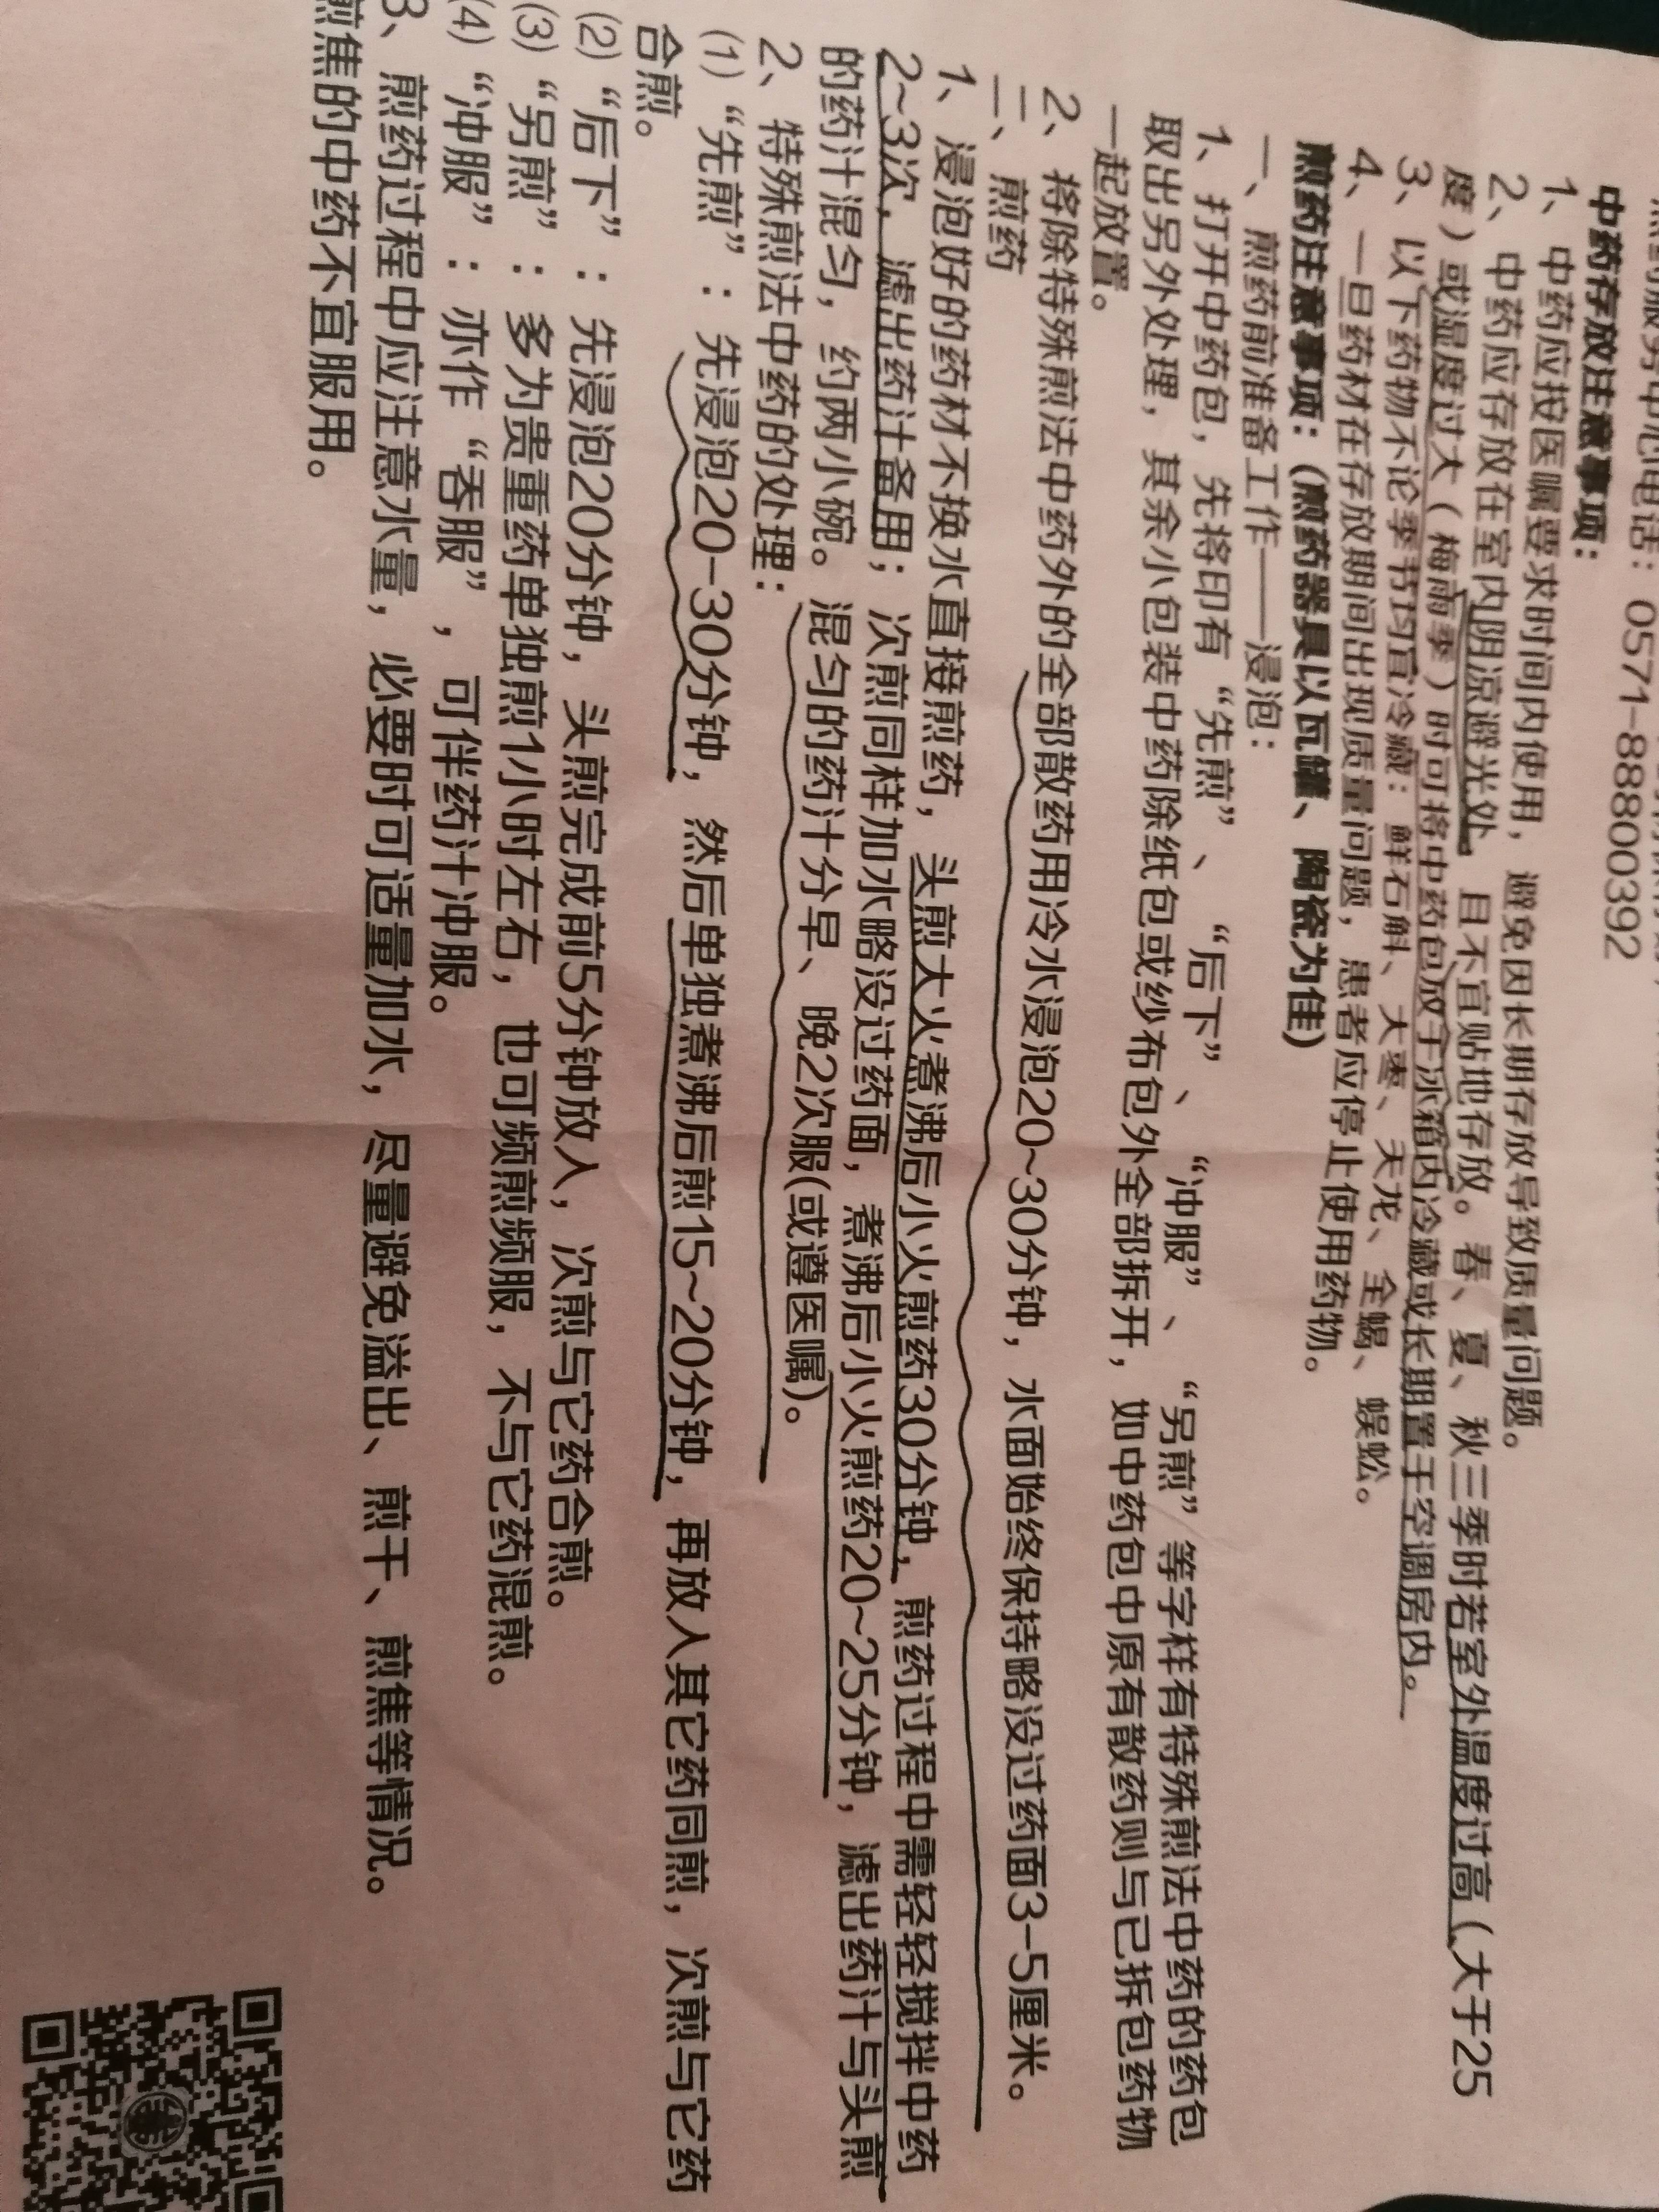 电话：0571-88800392
中药存放注意事项：
1、中药应按医嘱要求时间内使用，避免因长期存放导致质量问题。
2、中药应存放在室内阴凉避光处，且不宜贴地存放。春、夏、秋三季时若室外温度过高（大于25
度）或湿度过大（梅雨季）时可将中药包放于冰箱内冷藏或长期置于空调房内。
3、以下药物不论季节均宜冷藏：鲜石斛、大枣、天龙、全蝎、蜈蚣。
4、一旦药材在存放期间出现质量问题，患者应停止使用药物。
煎药注意事项：（煎药器具以瓦罐、陶瓷为佳）
一、煎药前准备工作——浸泡：
1、打开中药包，先将印有“先煎”、“后下”、“冲服”、“另煎”等字样有特殊煎法中药的药包
取出另外处理，其余小包装中药除纸包或纱布包外全部拆开，如中药包中原有散药则与已拆包药物
一起放置。
2、将除特殊煎法中药外的全部散药用冷水浸泡20~30分钟，水面始终保持略没过药面3-5厘米。
二、煎药
1、浸泡好的药材不换水直接煎药，头煎大火煮沸后小火煎药30分钟，煎药过程中需轻轻搅拌中药
2~3次，滤出药汁备用；次煎同样加水略没过药面，煮沸后小火煎药20~25分钟，滤出药汁与头煎
的药汁混匀，约两小碗。混匀的药汁分早、晚2次服(或遵医嘱)。
2、特殊煎法中药的处理：
(1)“先煎”：先浸泡20-30分钟，然后单独煮沸后煎15~20分钟，再放入其它药同煎，次煎与它药
合煎。
(2)“后下”：先浸泡20分钟，头煎完成前5分钟放入，次煎与它药合煎。
(3)“另煎”：多为贵重药单独煎1小时左右，也可频煎频服，不与它药混煎。
(4)“冲服”：亦作“吞服”，可伴药汁冲服。
3、煎药过程中应注意水量，必要时可适量加水，尽量避免溢出、煎干、煎焦等情况。
煎焦的中药不宜服用。